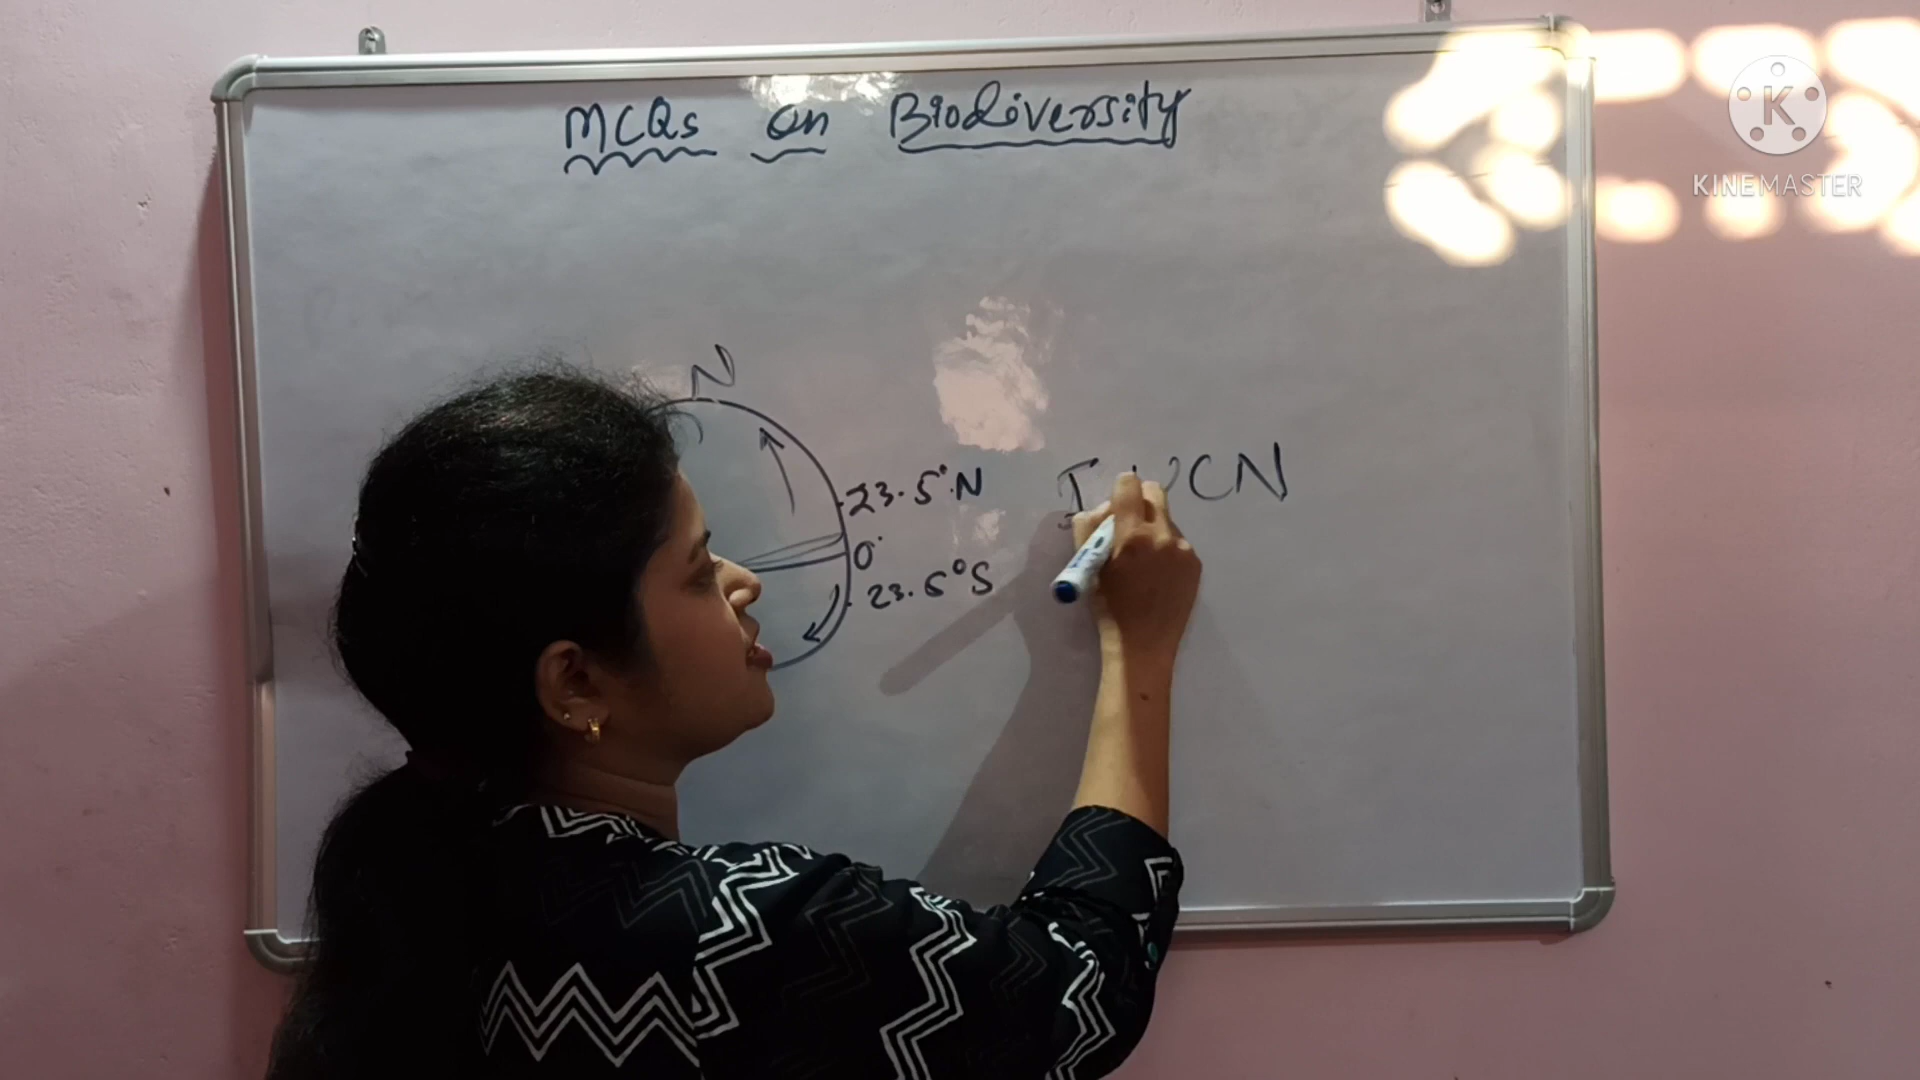 MCQs on Biodiversity
K
KINEMASTER
N
23.5°N
0°
23.5°S
IUCN